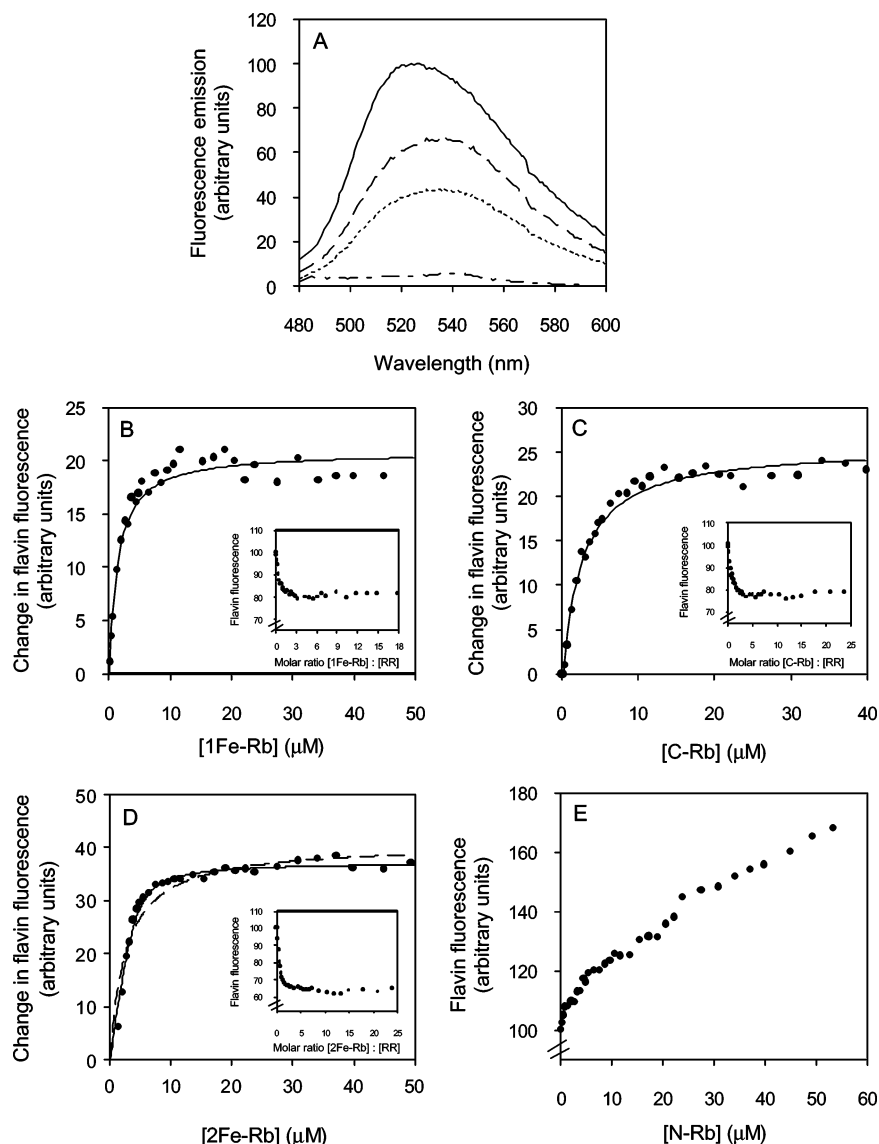 A
Fluorescence emission
(arbitrary units)
120
100
80
60
40
20
0
480 500 520 540 560 580 600
Wavelength (nm)
B
Change in flavin fluorescence
(arbitrary units)
25
20
15
10
5
0
0 10 20 30 40 50
[1Fe-Rb] (μM)
Flavin fluorescence
110
100
90
80
70
0 3 6 9 12 15 18
Molar ratio [1Fe-Rb] : [RR]
C
Change in flavin fluorescence
(arbitrary units)
30
25
20
15
10
5
0
0 10 20 30 40
[C-Rb] (μM)
Flavin fluorescence
110
100
90
80
70
0 5 10 15 20 25
Molar ratio [C-Rb] : [RR]
D
Change in flavin fluorescence
(arbitrary units)
50
40
30
20
10
0
0 10 20 30 40 50
[2Fe-Rb] (μM)
Flavin fluorescence
110
100
90
80
70
60
0 5 10 15 20 25
Molar ratio [2Fe-Rb] : [RR]
E
Flavin fluorescence
(arbitrary units)
180
160
140
120
100
0 10 20 30 40 50 60
[N-Rb] (μM)